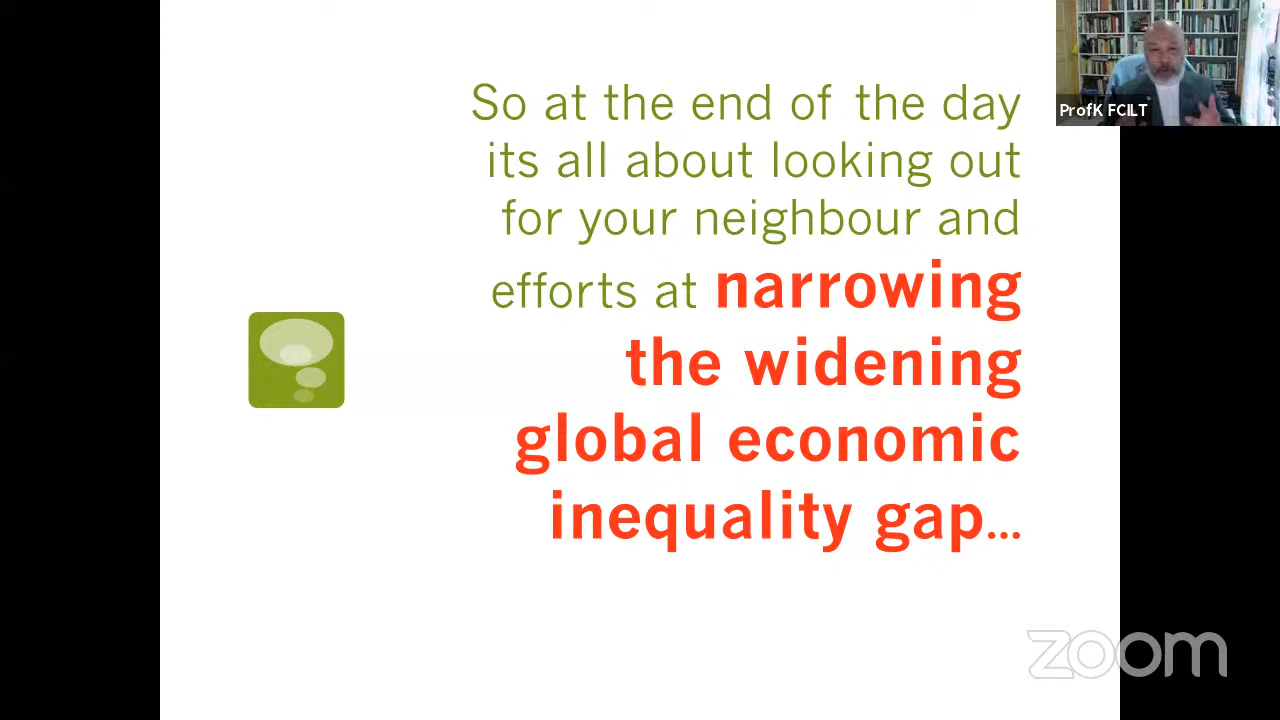 So at the end of the day
its all about looking out
for your neighbour and
efforts at narrowing
the widening
global economic
inequality gap...
ProfK FCILT
zoom